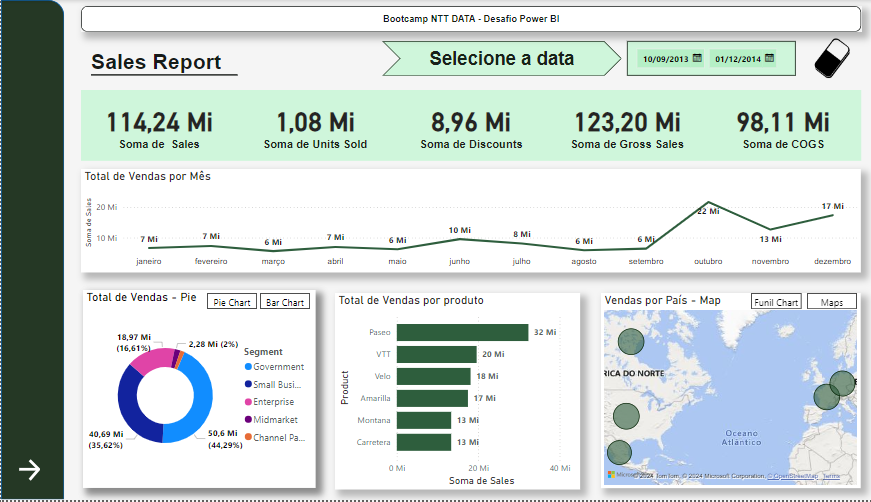 Bootcamp NTT DATA - Desafio Power BI
Sales Report
Selecione a data
10/09/2013 01/12/2014
114,24 Mi 1,08 Mi 8,96 Mi 123,20 Mi 98,11 Mi
Soma de Sales Soma de Units Sold Soma de Discounts Soma de Gross Sales Soma de COGS
Total de Vendas por Mês
Soma de Sales
20 Mi
10 Mi
7 Mi 7 Mi 6 Mi 7 Mi 6 Mi 10 Mi 8 Mi 6 Mi 6 Mi 22 Mi 13 Mi 17 Mi
janeiro fevereiro março abril maio junho julho agosto setembro outubro novembro dezembro
Total de Vendas - Pie
Pie Chart Bar Chart
18,97 Mi
(16,61%)
2,28 Mi (2%)
40,69 Mi
(35,62%)
50,6 Mi
(44,29%)
Segment
Government
Small Busi...
Enterprise
Midmarket
Channel Pa...
Total de Vendas por produto
Product
Paseo 32 Mi
VTT 20 Mi
Velo 18 Mi
Amarilla 17 Mi
Montana 13 Mi
Carretera 13 Mi
0 Mi 20 Mi 40 Mi
Soma de Sales
Vendas por País - Map
Funil Chart Maps
RICA DO NORTE
Oceano
Atlântico
Microsoft
© 2024 TomTom, © 2024 Microsoft Corporation, © OpenStreetMap Terms